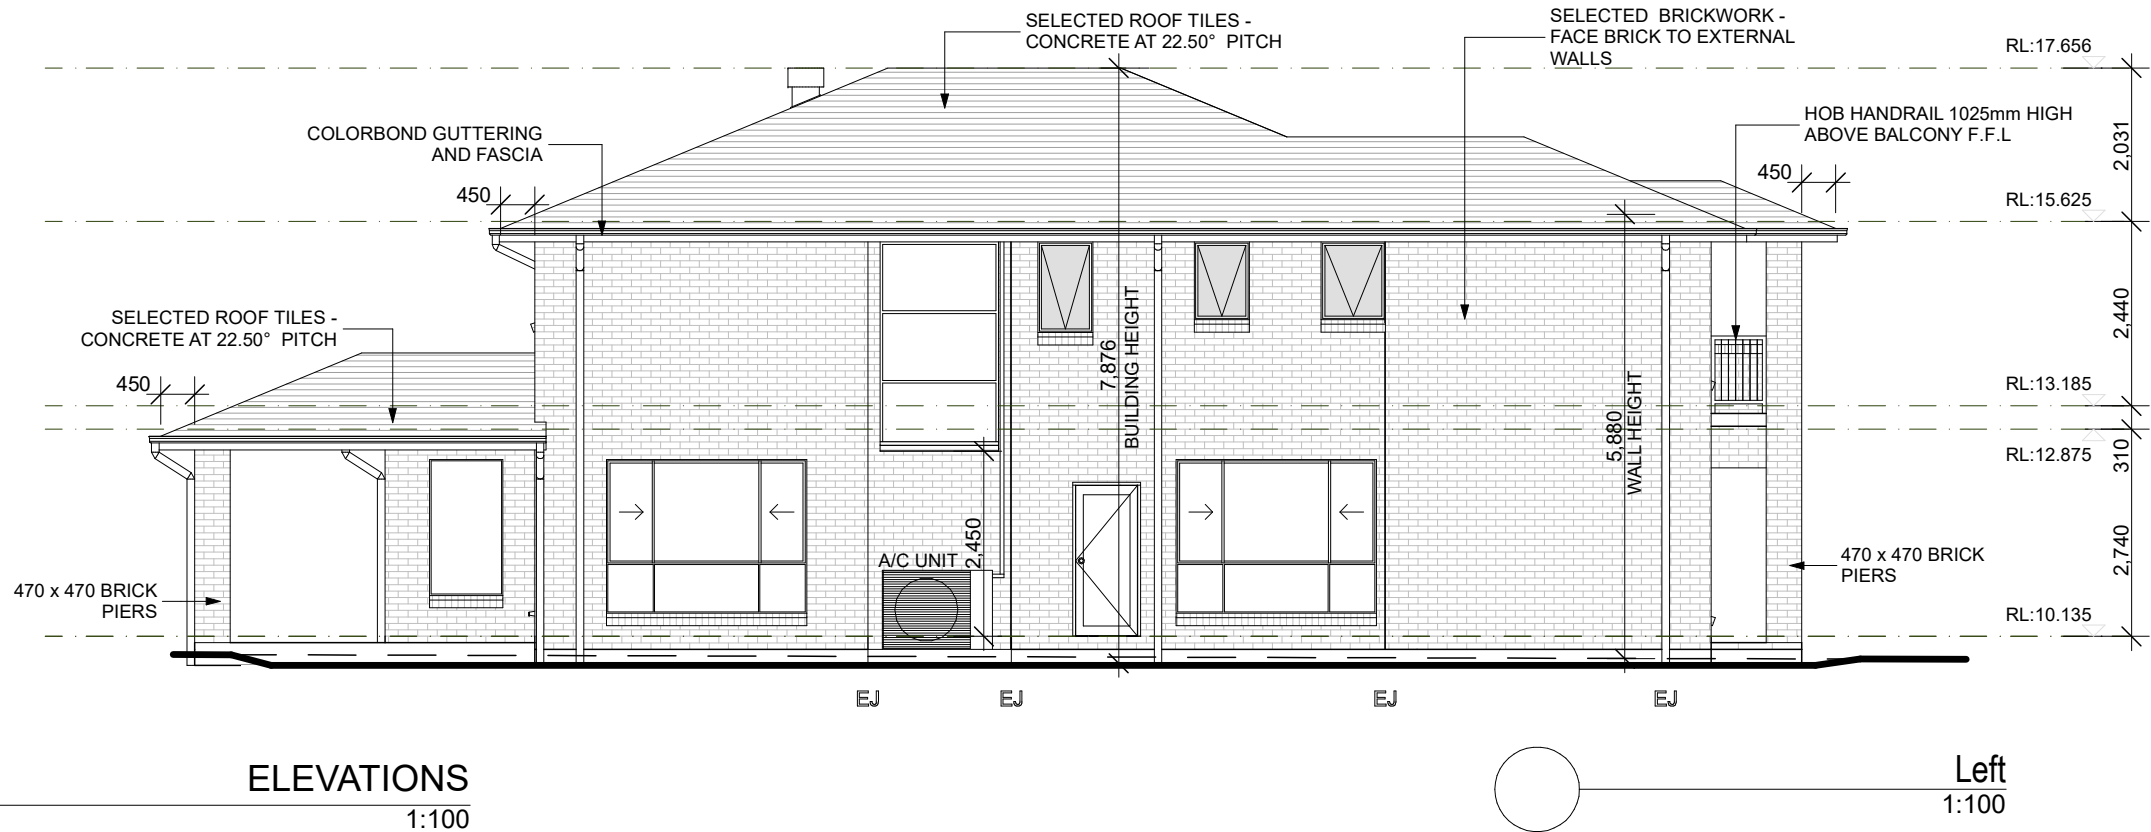 SELECTED ROOF TILES -
CONCRETE AT 22.50° PITCH
SELECTED BRICKWORK -
FACE BRICK TO EXTERNAL
WALLS
RL:17.656
HOB HANDRAIL 1025mm HIGH
ABOVE BALCONY F.F.L
COLORBOND GUTTERING
AND FASCIA
2,031
450
450
RL:15.625
SELECTED ROOF TILES -
CONCRETE AT 22.50° PITCH
2,440
7,876
BUILDING HEIGHT
450
RL:13.185
5,880
WALL HEIGHT
RL:12.875
310
2,450
A/C UNIT
2,740
470 x 470 BRICK
PIERS
470 x 470 BRICK
PIERS
RL:10.135
EJ
EJ
EJ
EJ
ELEVATIONS
1:100
Left
1:100